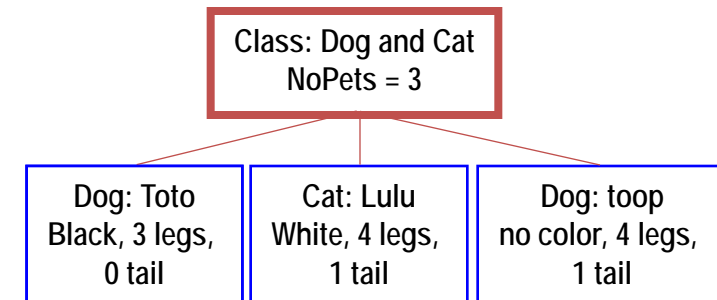 Class: Dog and Cat
NoPets = 3
Dog: Toto
Black, 3 legs,
0 tail
Cat: Lulu
White, 4 legs,
1 tail
Dog: toop
no color, 4 legs,
1 tail